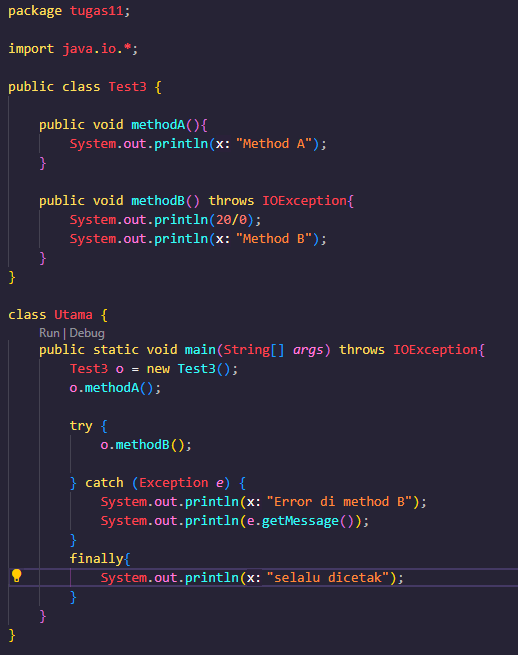 package tugas11;
import java.io.*;
public class Test3 {
public void methodA(){
System.out.println(x: "Method A");
}
public void methodB() throws IOException{
System.out.println(20/0);
System.out.println(x: "Method B");
}
}
class Utama {
Run | Debug
public static void main(String[] args) throws IOException{
Test3 o = new Test3();
o.methodA();
try {
o.methodB();
} catch (Exception e) {
System.out.println(x: "Error di method B");
System.out.println(e.getMessage());
}
finally{
System.out.println(x: "selalu dicetak");
}
}
}